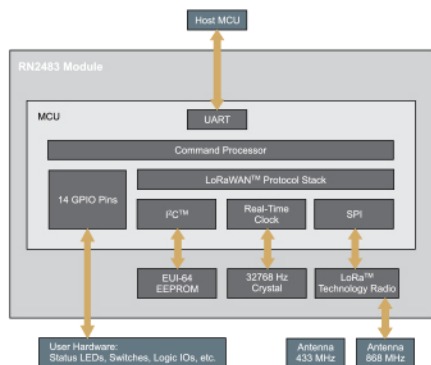 Host MCU
RN2483 Module
MCU
UART
Command Processor
LoRaWAN™ Protocol Stack
14 GPIO Pins
I²C™
Real-Time
Clock
SPI
EUI-64
EEPROM
32768 Hz
Crystal
LoRa™
Technology Radio
User Hardware:
Status LEDs, Switches, Logic IOs, etc.
Antenna
433 MHz
Antenna
868 MHz